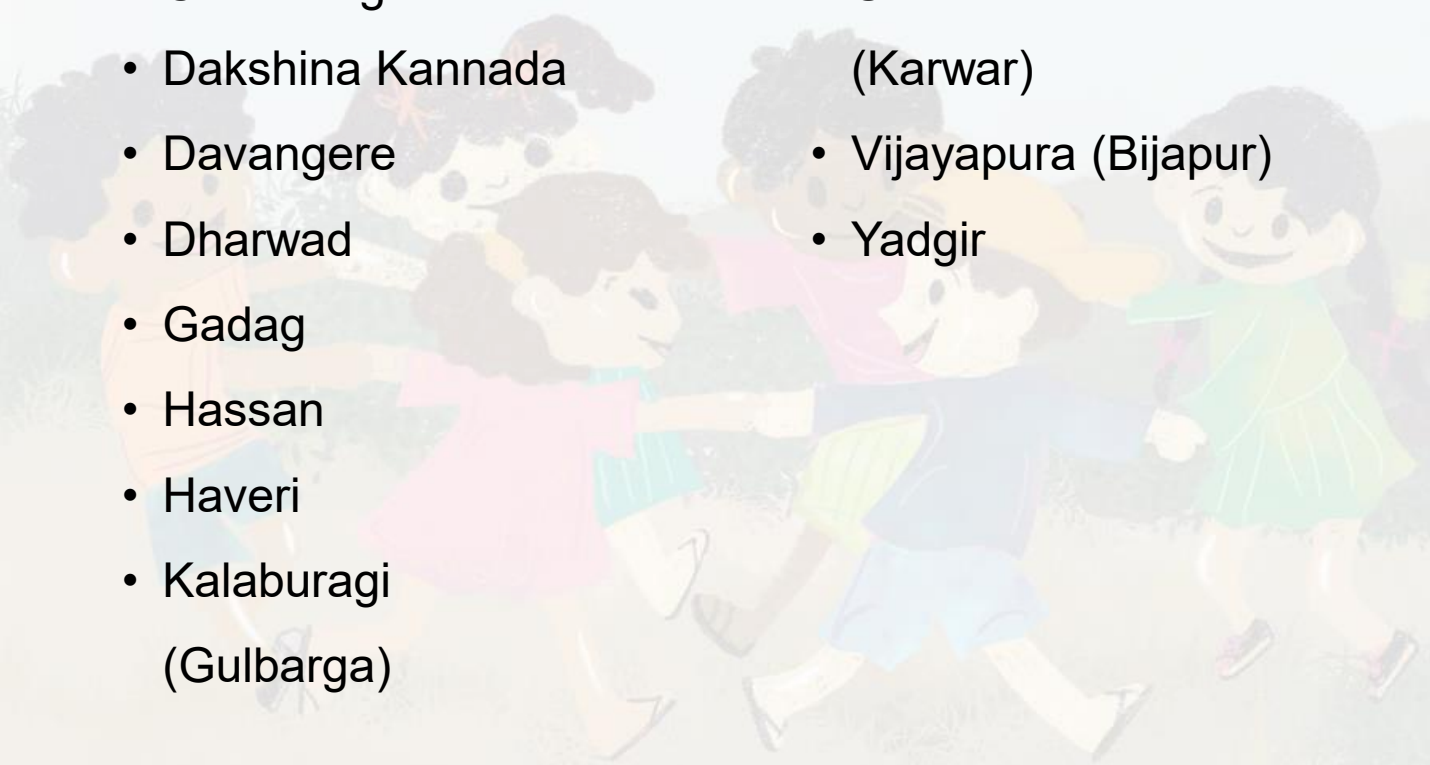 • Dakshina Kannada
• Davangere
• Dharwad
• Gadag
• Hassan
• Haveri
• Kalaburagi
(Gulbarga)
(Karwar)
• Vijayapura (Bijapur)
• Yadgir